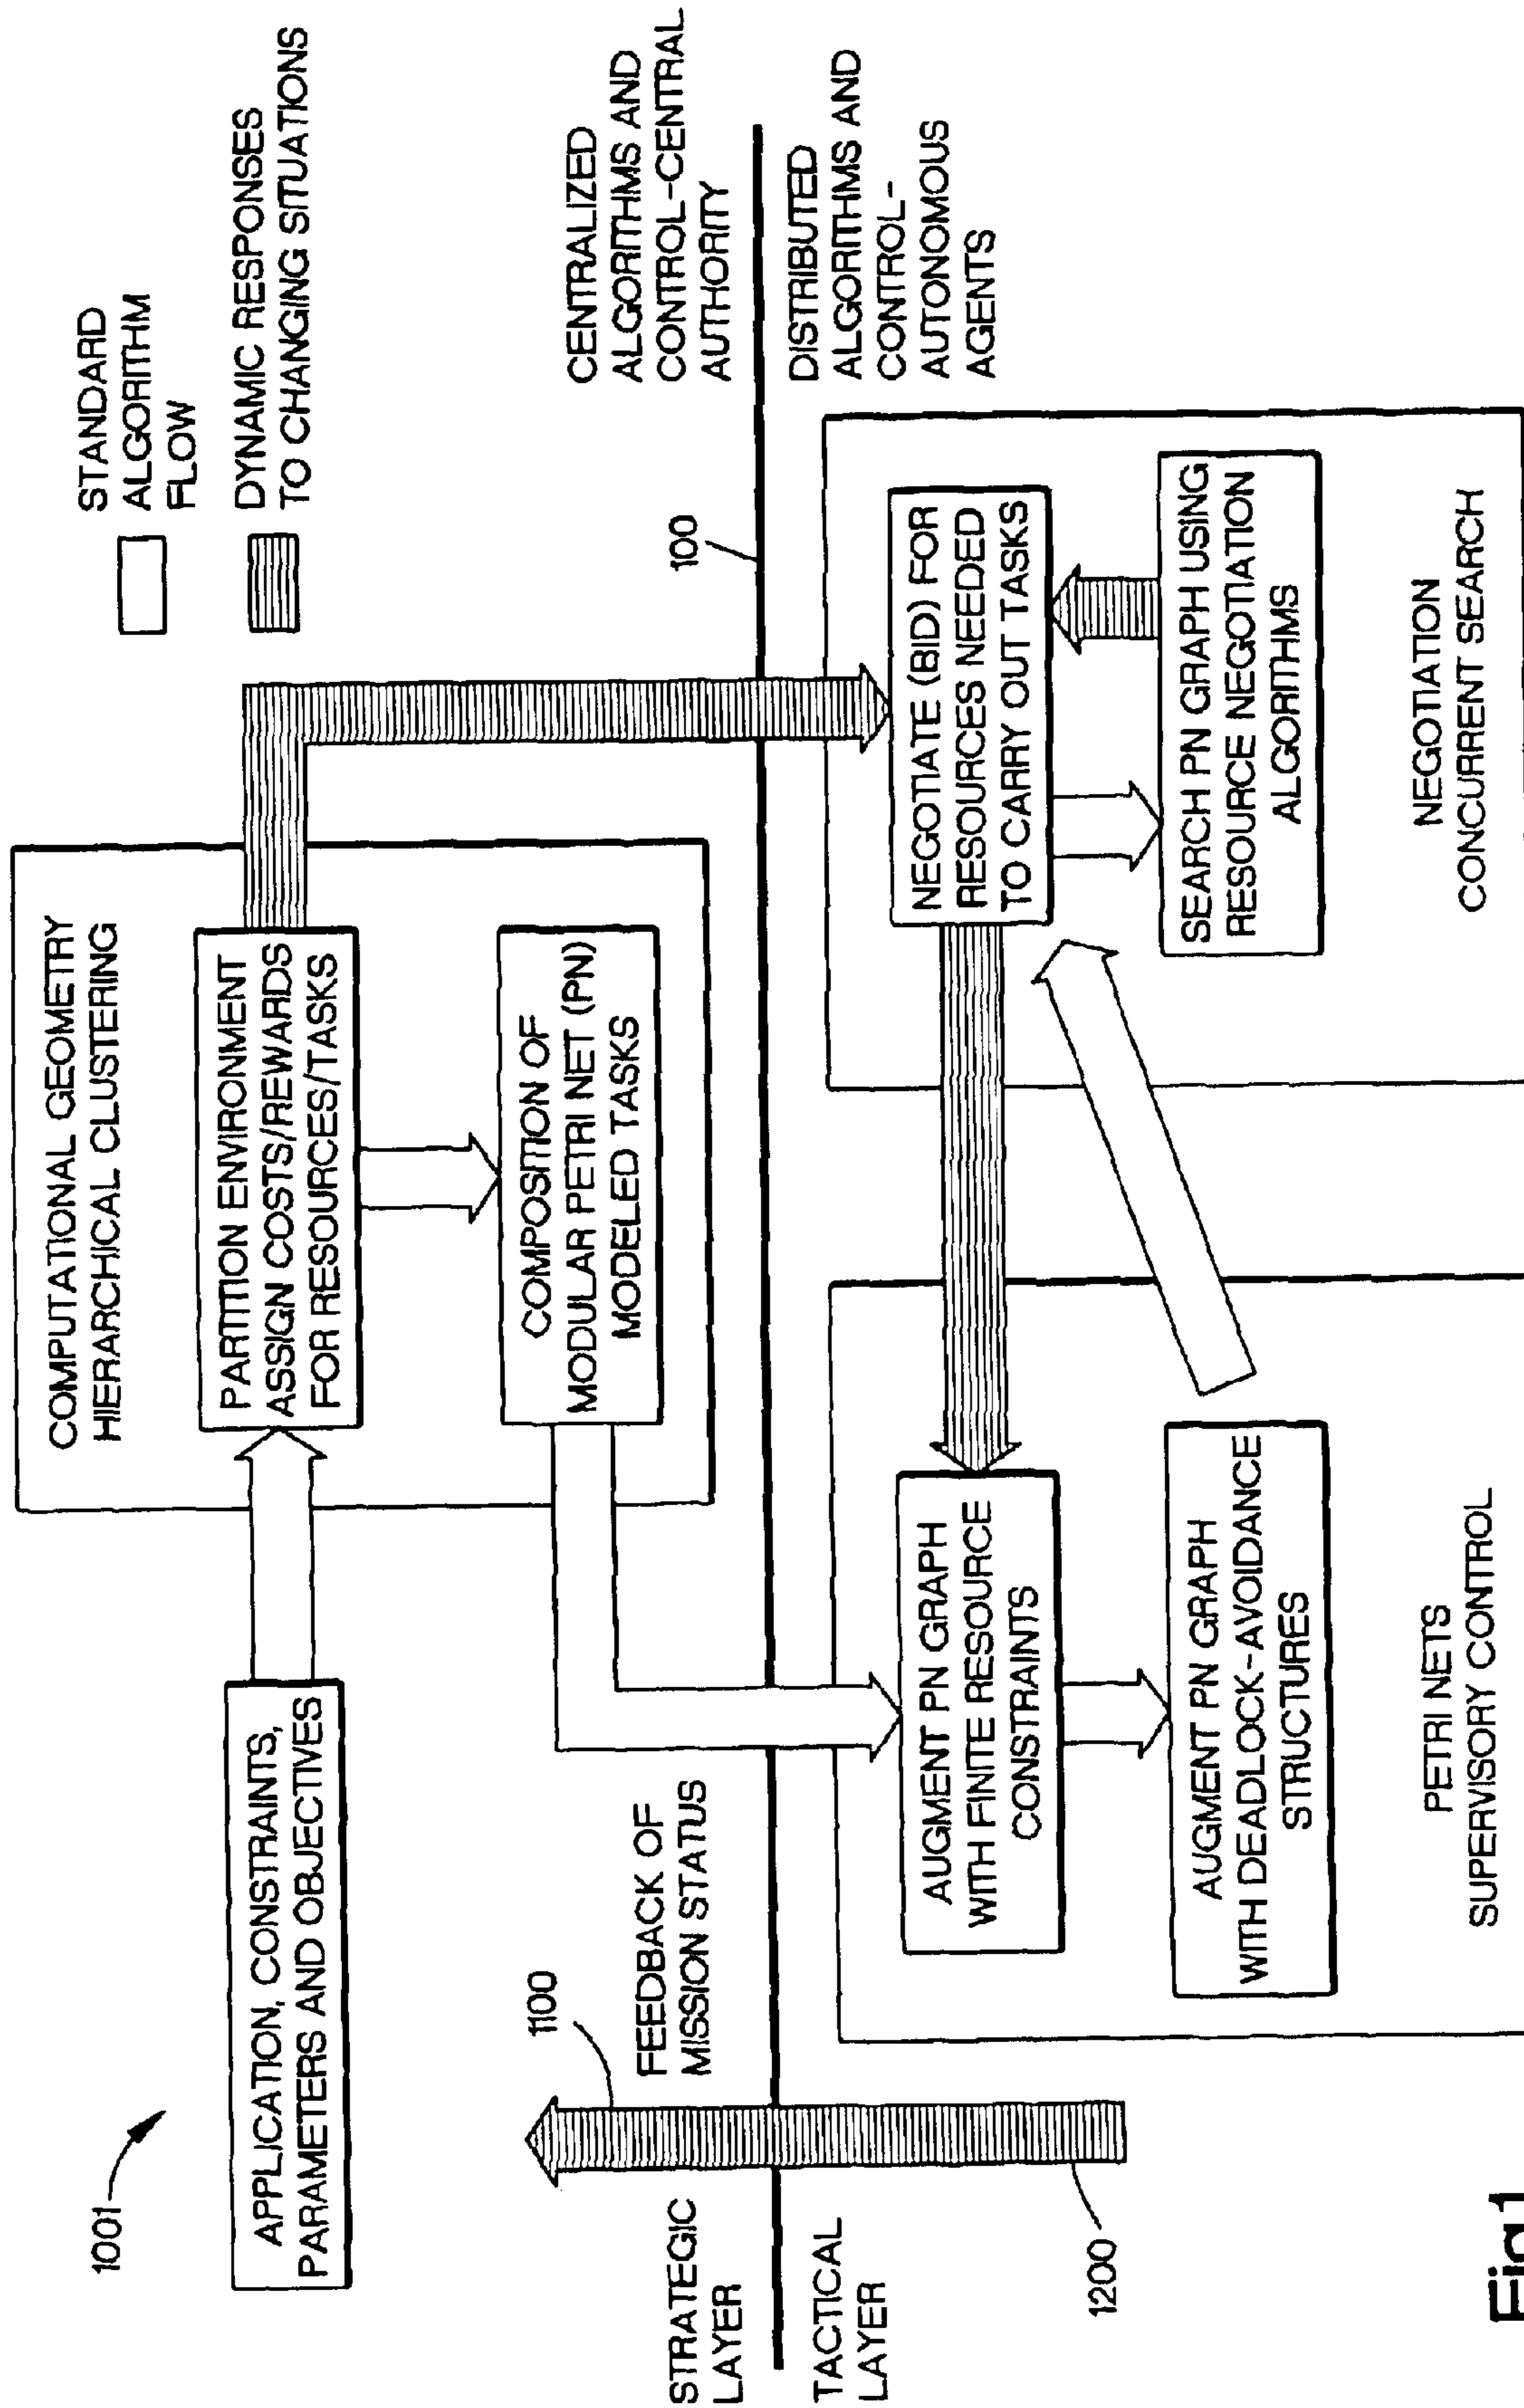 1001
APPLICATION, CONSTRAINTS,
PARAMETERS AND OBJECTIVES
COMPUTATIONAL GEOMETRY
HIERARCHICAL CLUSTERING
PARTITION ENVIRONMENT
ASSIGN COSTS/REWARDS
FOR RESOURCES/TASKS
COMPOSITION OF
MODULAR PETRI NET (PN)
MODELED TASKS
STANDARD
ALGORITHM
FLOW
DYNAMIC RESPONSES
TO CHANGING SITUATIONS
STRATEGIC
LAYER
1100
FEEDBACK OF
MISSION STATUS
100
CENTRALIZED
ALGORITHMS AND
CONTROL-CENTRAL
AUTHORITY
TACTICAL
LAYER
1200
DISTRIBUTED
ALGORITHMS AND
CONTROL-
AUTONOMOUS
AGENTS
AUGMENT PN GRAPH
WITH FINITE RESOURCE
CONSTRAINTS
AUGMENT PN GRAPH
WITH DEADLOCK-AVOIDANCE
STRUCTURES
PETRI NETS
SUPERVISORY CONTROL
NEGOTIATE (BID) FOR
RESOURCES NEEDED
TO CARRY OUT TASKS
SEARCH PN GRAPH USING
RESOURCE NEGOTIATION
ALGORITHMS
NEGOTIATION
CONCURRENT SEARCH
Fig1